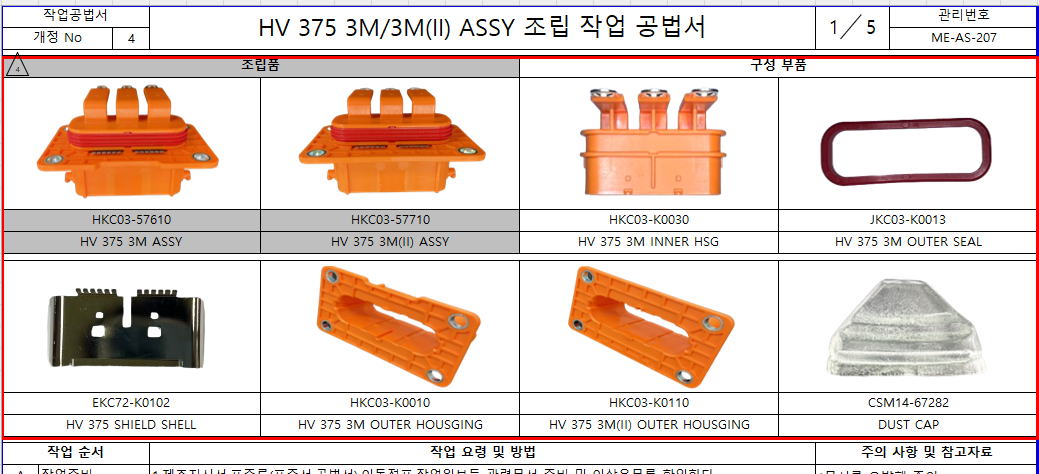 작업공법서
개정 No 4
HV 375 3M/3M(II) ASSY 조립 작업 공법서
1/5
관리번호
ME-AS-207
4
조립품
구성 부품
HKC03-57610
HKC03-57710
HKC03-K0030
JKC03-K0013
HV 375 3M ASSY
HV 375 3M(II) ASSY
HV 375 3M INNER HSG
HV 375 3M OUTER SEAL
EKC72-K0102
HKC03-K0010
HKC03-K0110
CSM14-67282
HV 375 SHIELD SHELL
HV 375 3M OUTER HOUSGING
HV 375 3M(II) OUTER HOUSGING
DUST CAP
작업 순서
작업 요령 및 방법
주의 사항 및 참고자료